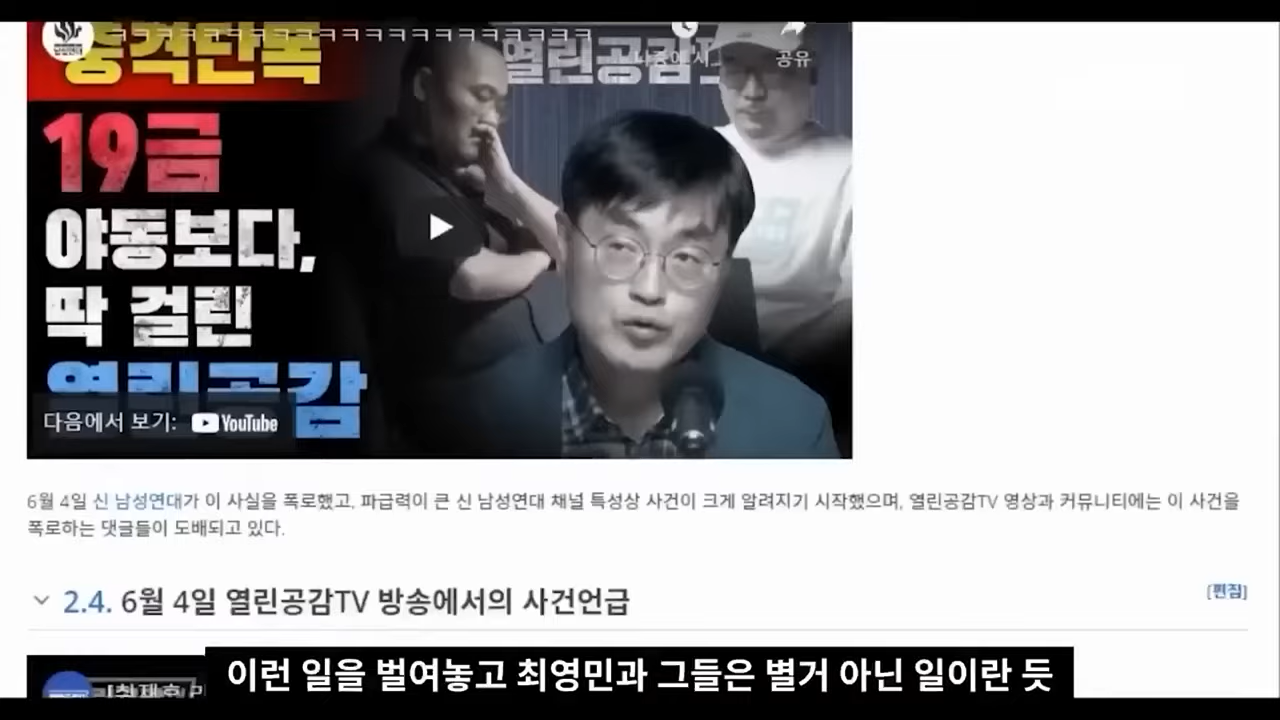 충격단독
ㅋㅋㅋㅋㅋㅋㅋㅋㅋㅋㅋㅋㅋㅋㅋㅋㅋㅋㅋㅋㅋ
열린공감
나중에 서...
공유
19금
야동보다,
딱 걸린
열린공감
다음에서 보기: YouTube
6월 4일 신 남성연대가 이 사실을 폭로했고, 파급력이 큰 신 남성연대 채널 특성상 사건이 크게 알려지기 시작했으며, 열린공감TV 영상과 커뮤니티에는 이 사건을
폭로하는 댓글들이 도배되고 있다.
2.4. 6월 4일 열린공감TV 방송에서의 사건언급
[편집]
이런 일을 벌여놓고 최영민과 그들은 별거 아닌 일이란 듯